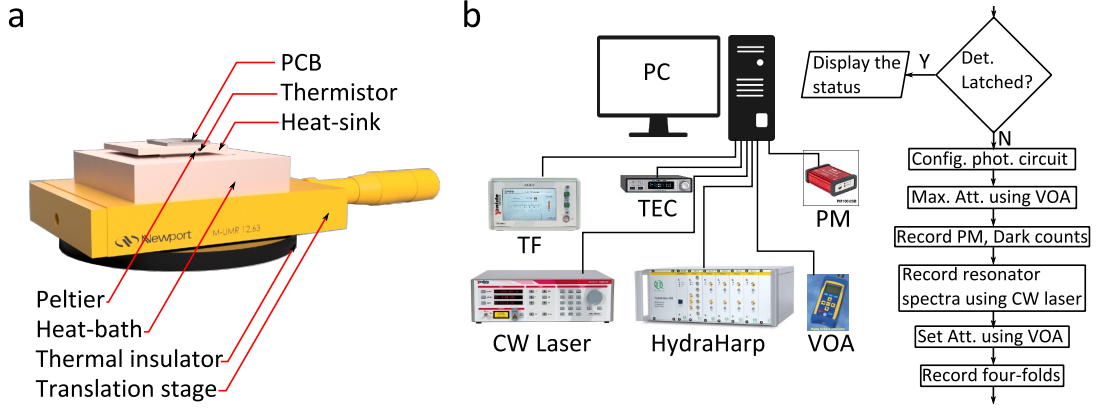 a
PCB
Thermistor
Heat-sink
Newport
M-UMR 12.63
Peltier
Heat-bath
Thermal insulator
Translation stage
b
PC
TF
TEC
PM100USB
PM
CW Laser
HydraHarp
VOA
Det.
Latched?
Y
Display the
status
N
Config. phot. circuit
Max. Att. using VOA
Record PM, Dark counts
Record resonator
spectra using CW laser
Set Att. using VOA
Record four-folds